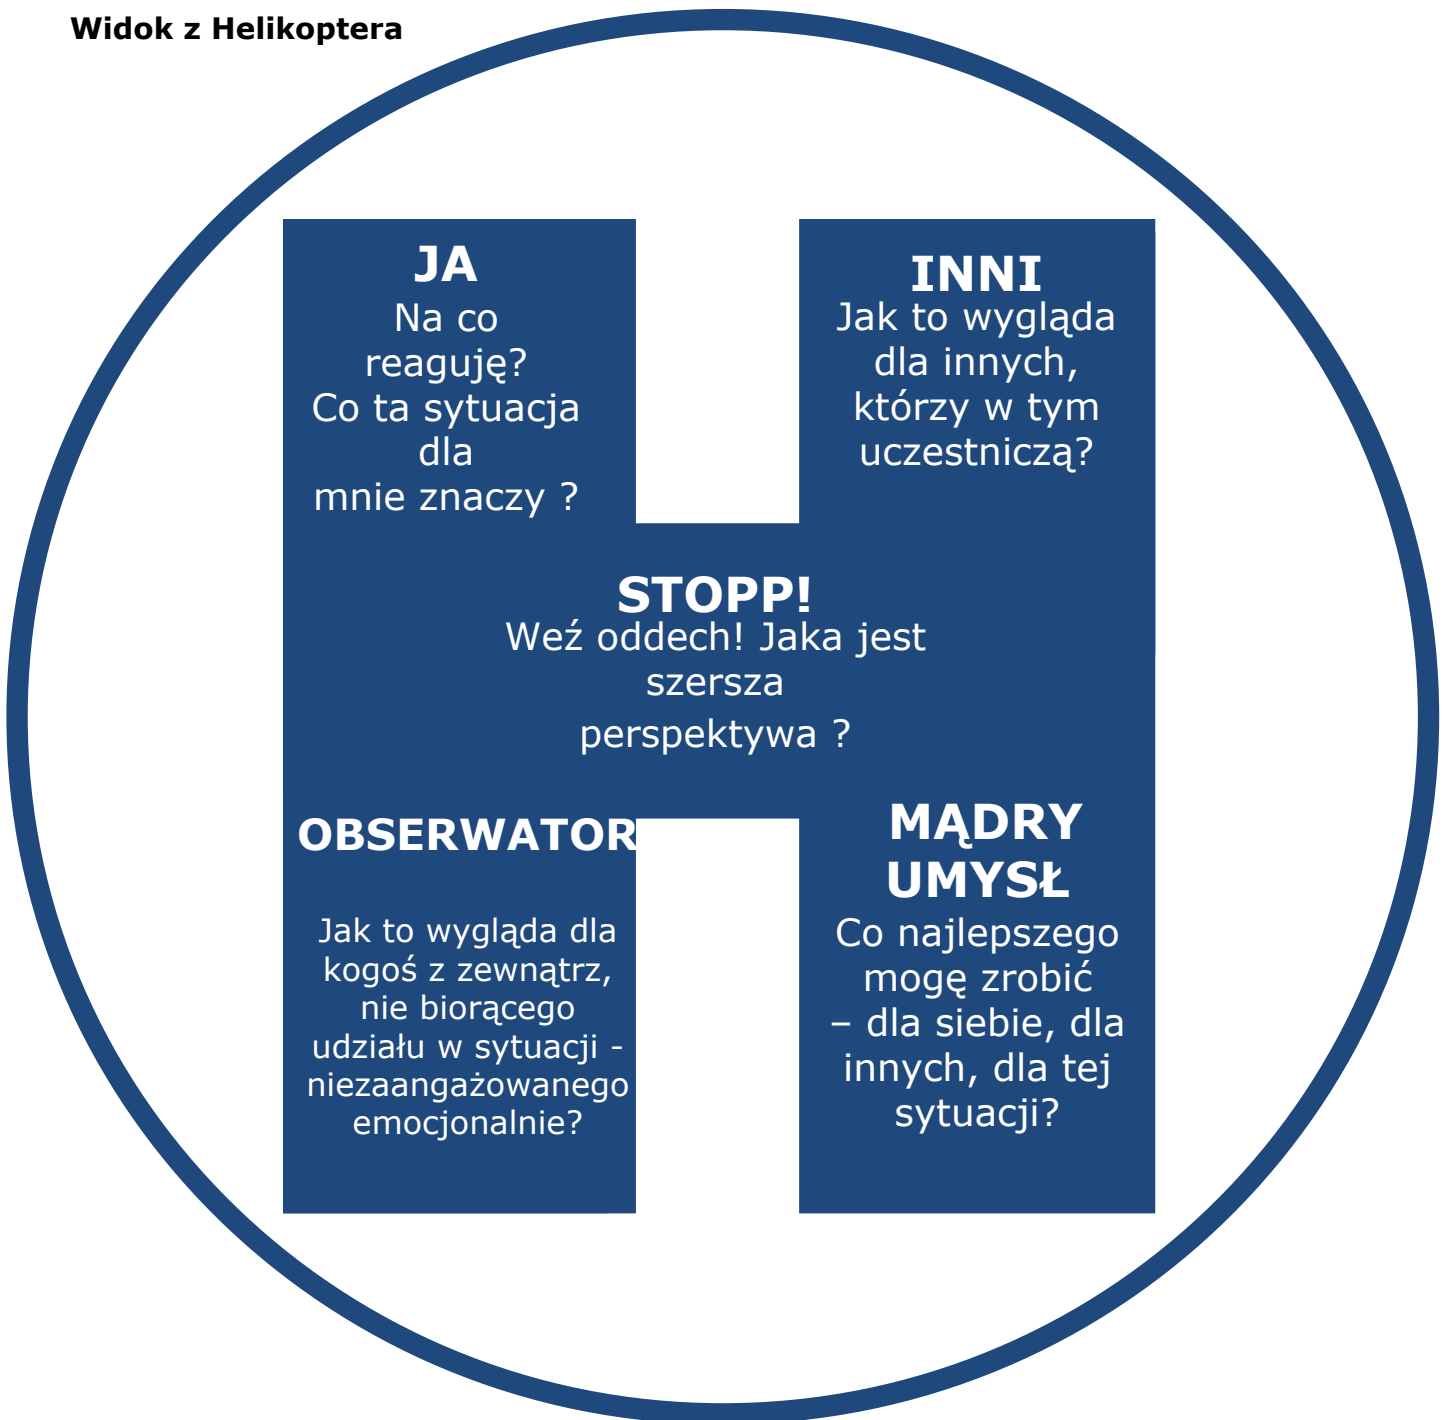 Widok z Helikoptera
JA
Na co
reaguję?
Co ta sytuacja
dla
mnie znaczy ?
INNI
Jak to wygląda
dla innych,
którzy w tym
uczestniczą?
STOPP!
Weź oddech! Jaka jest
szersza
perspektywa ?
OBSERWATOR
Jak to wygląda dla
kogoś z zewnątrz,
nie biorącego
udziału w sytuacji -
niezaangażowanego
emocjonalnie?
MĄDRY
UMYSŁ
Co najlepszego
mogę zrobić
– dla siebie, dla
innych, dla tej
sytuacji?